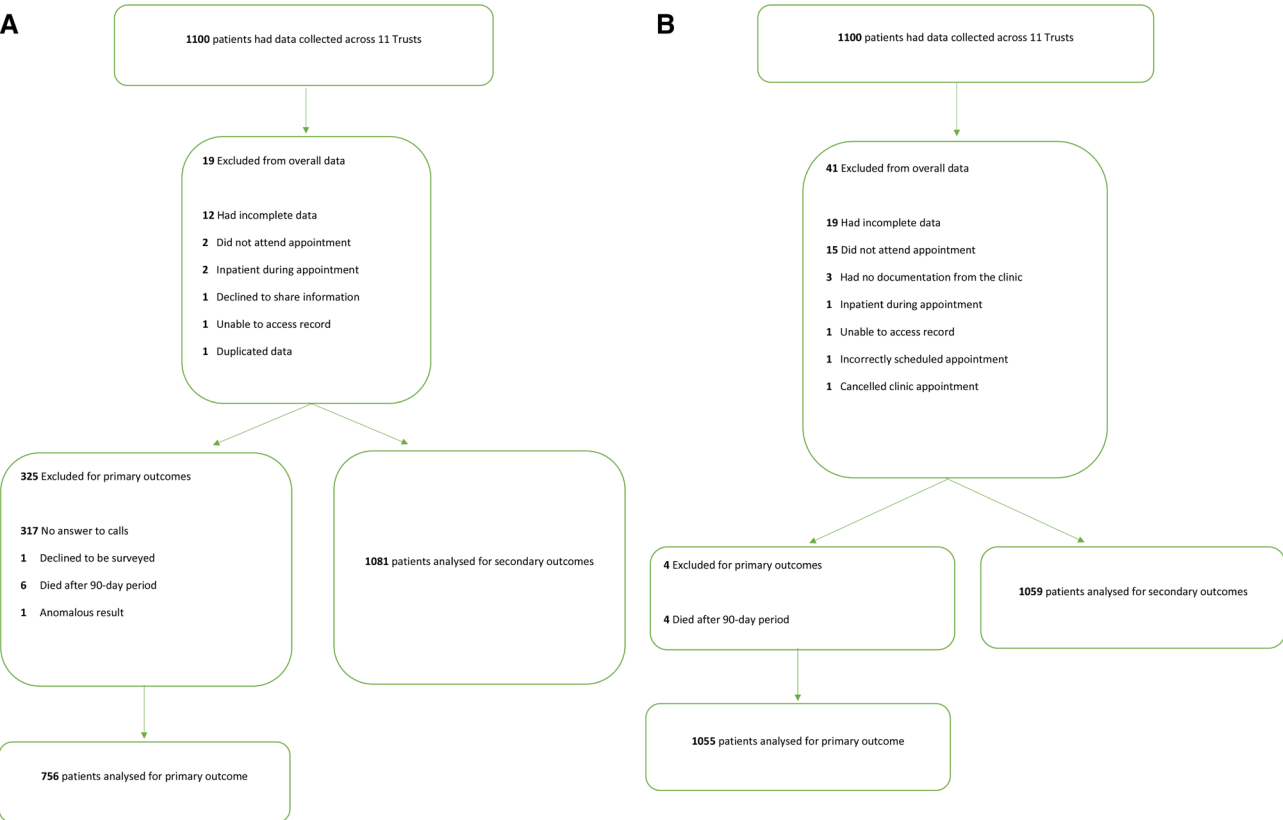 A
1100 patients had data collected across 11 Trusts
19 Excluded from overall data
12 Had incomplete data
2 Did not attend appointment
2 Inpatient during appointment
1 Declined to share information
1 Unable to access record
1 Duplicated data
325 Excluded for primary outcomes
317 No answer to calls
1 Declined to be surveyed
6 Died after 90-day period
1 Anomalous result
1081 patients analysed for secondary outcomes
756 patients analysed for primary outcome
B
1100 patients had data collected across 11 Trusts
41 Excluded from overall data
19 Had incomplete data
15 Did not attend appointment
3 Had no documentation from the clinic
1 Inpatient during appointment
1 Unable to access record
1 Incorrectly scheduled appointment
1 Cancelled clinic appointment
4 Excluded for primary outcomes
4 Died after 90-day period
1059 patients analysed for secondary outcomes
1055 patients analysed for primary outcome